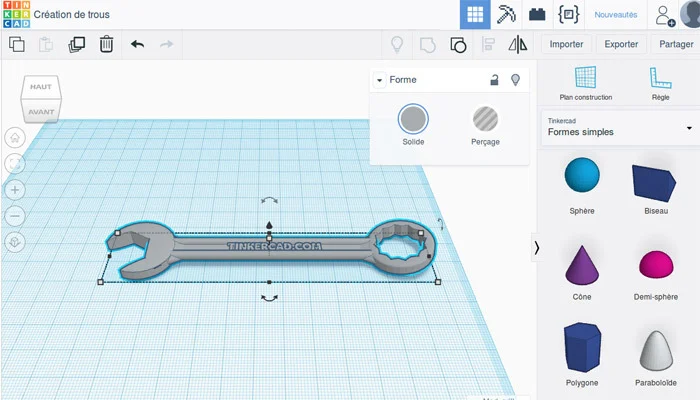 TIN
KER
CAD
Création de trous
Nouveautés
Importer
Exporter
Partager
HAUT
AVANT
Forme
Solide
Perçage
Plan construction
Règle
Tinkercad
Formes simples
TINKERCAD.COM
Sphère
Biseau
Cône
Demi-sphère
Polygone
Paraboloïde